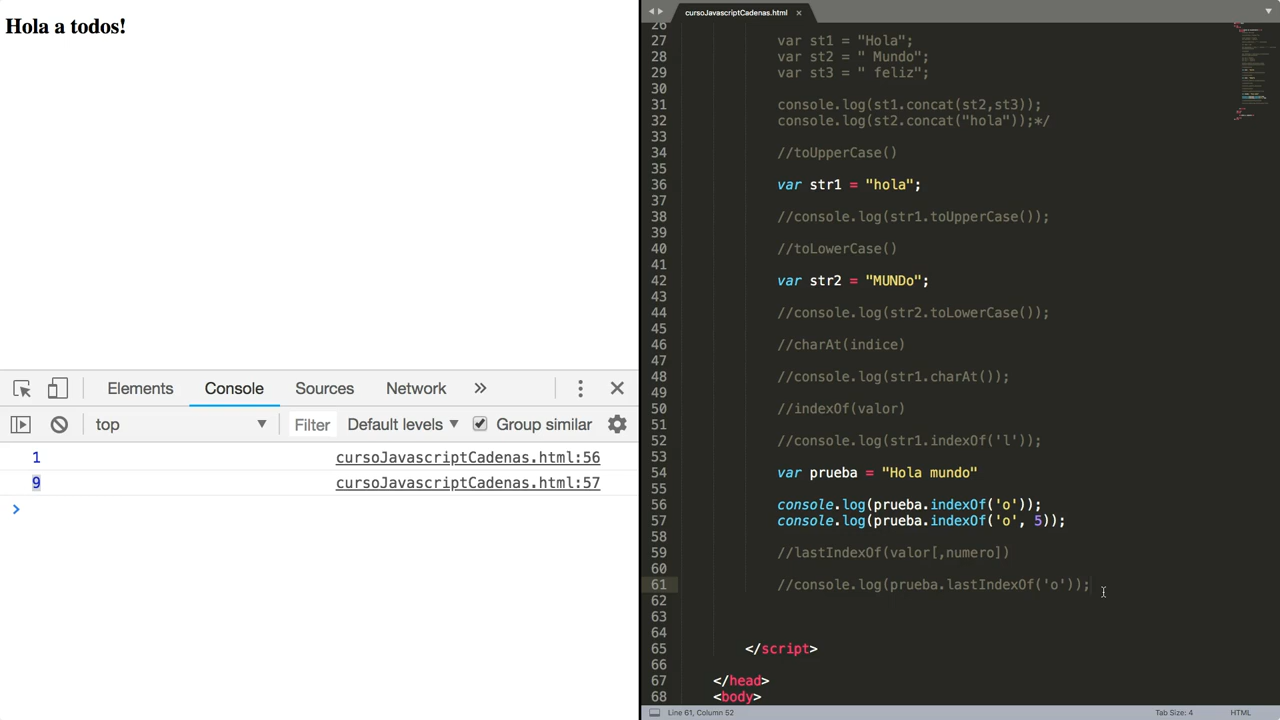 Hola a todos!
Elements Console Sources Network »
top Filter Default levels Group similar
1 cursoJavascriptCadenas.html:56
9 cursoJavascriptCadenas.html:57
>
cursoJavascriptCadenas.html ×
26
27 var st1 = "Hola";
28 var st2 = " Mundo";
29 var st3 = " feliz";
30
31 console.log(st1.concat(st2,st3));
32 console.log(st2.concat("hola"));*/
33
34 //toUpperCase()
35
36 var str1 = "hola";
37
38 //console.log(str1.toUpperCase());
39
40 //toLowerCase()
41
42 var str2 = "MUNDo";
43
44 //console.log(str2.toLowerCase());
45
46 //charAt(indice)
47
48 //console.log(str1.charAt());
49
50 //indexOf(valor)
51
52 //console.log(str1.indexOf('l'));
53
54 var prueba = "Hola mundo"
55
56 console.log(prueba.indexOf('o'));
57 console.log(prueba.indexOf('o', 5));
58
59 //lastIndexOf(valor[,numero])
60
61 //console.log(prueba.lastIndexOf('o'));
62
63
64
65 </script>
66
67 </head>
68 <body>
Line 61, Column 52 Tab Size: 4 HTML